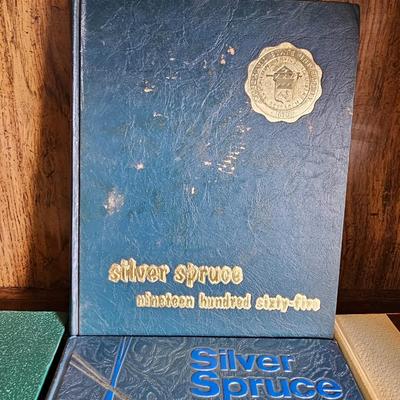 silver spruce
nineteen hundred sixty-five
Silver
Spruce